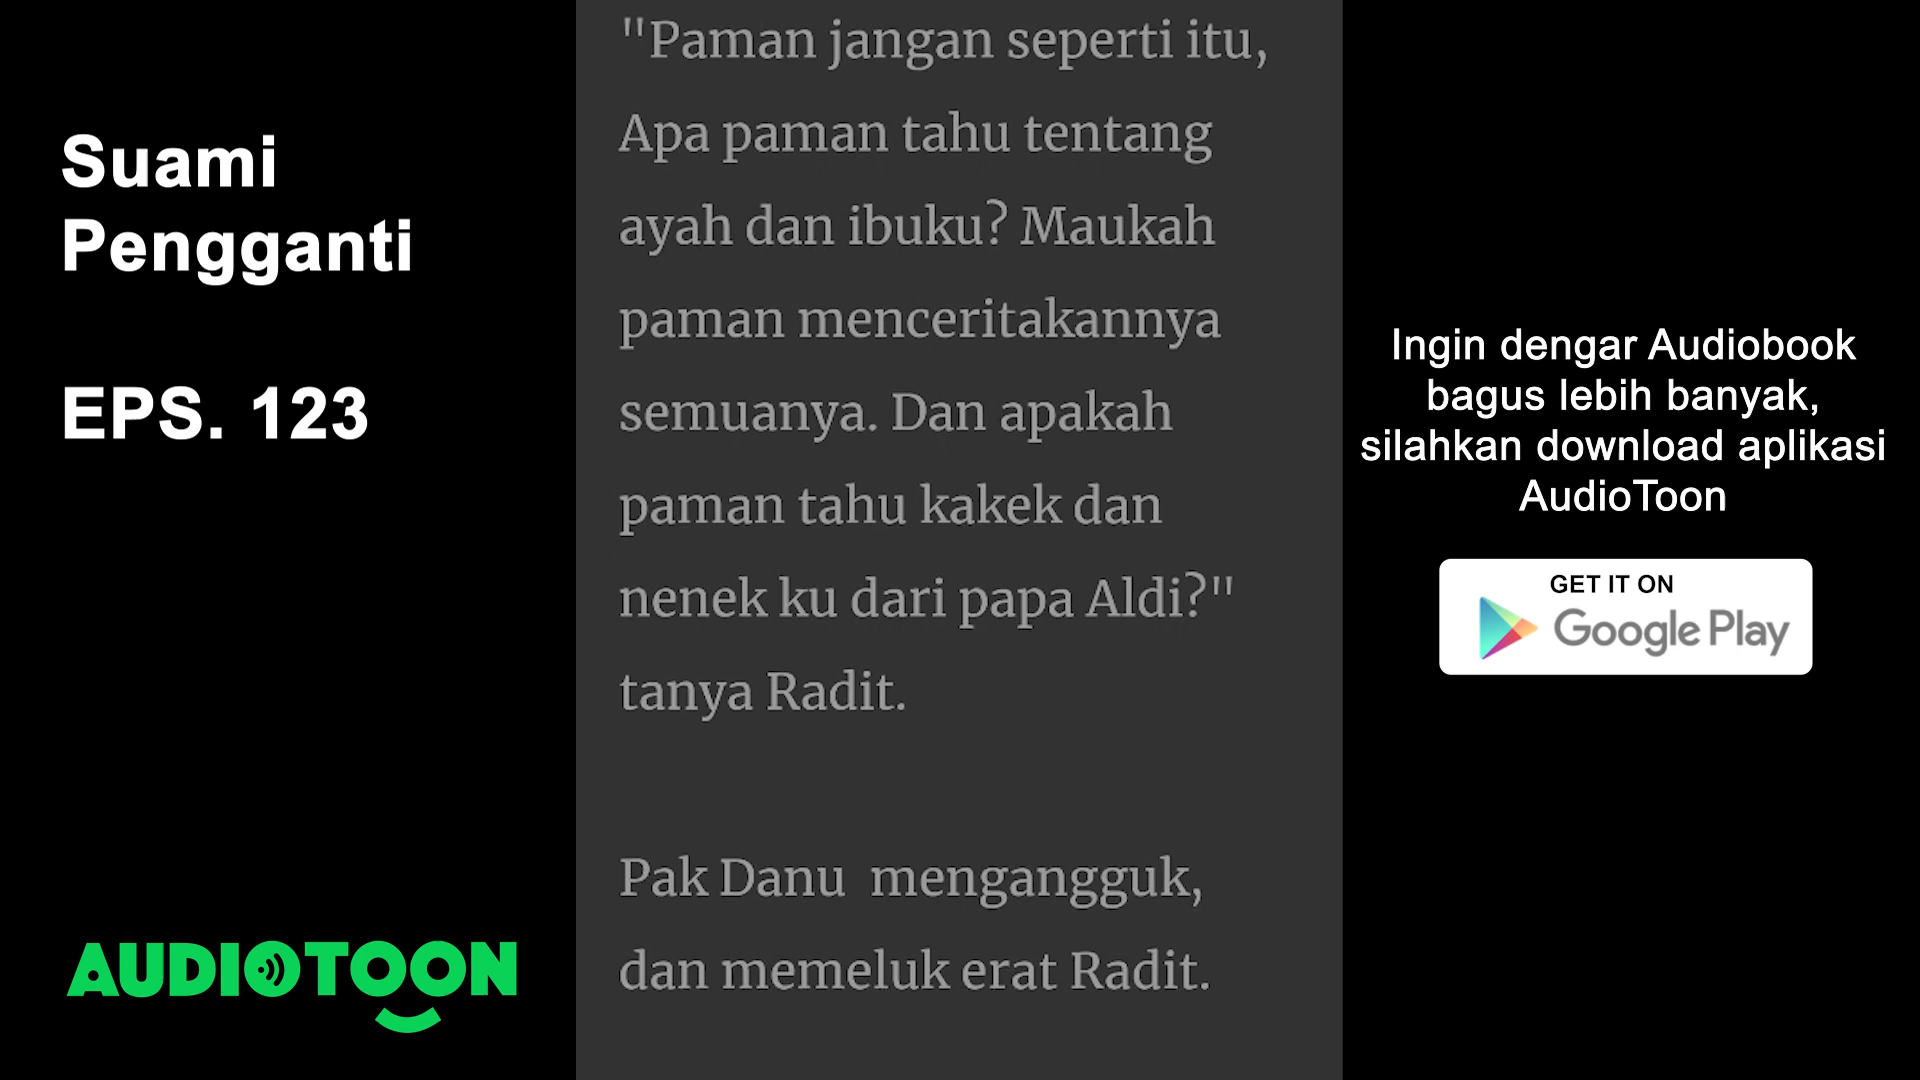 Suami
Pengganti
EPS. 123
AUDIOTOON
"Paman jangan seperti itu,
Apa paman tahu tentang
ayah dan ibuku? Maukah
paman menceritakannya
semuanya. Dan apakah
paman tahu kakek dan
nenek ku dari papa Aldi?"
tanya Radit.
Pak Danu  mengangguk,
dan memeluk erat Radit.
Ingin dengar Audiobook
bagus lebih banyak,
silahkan download aplikasi
AudioToon
GET IT ON
Google Play